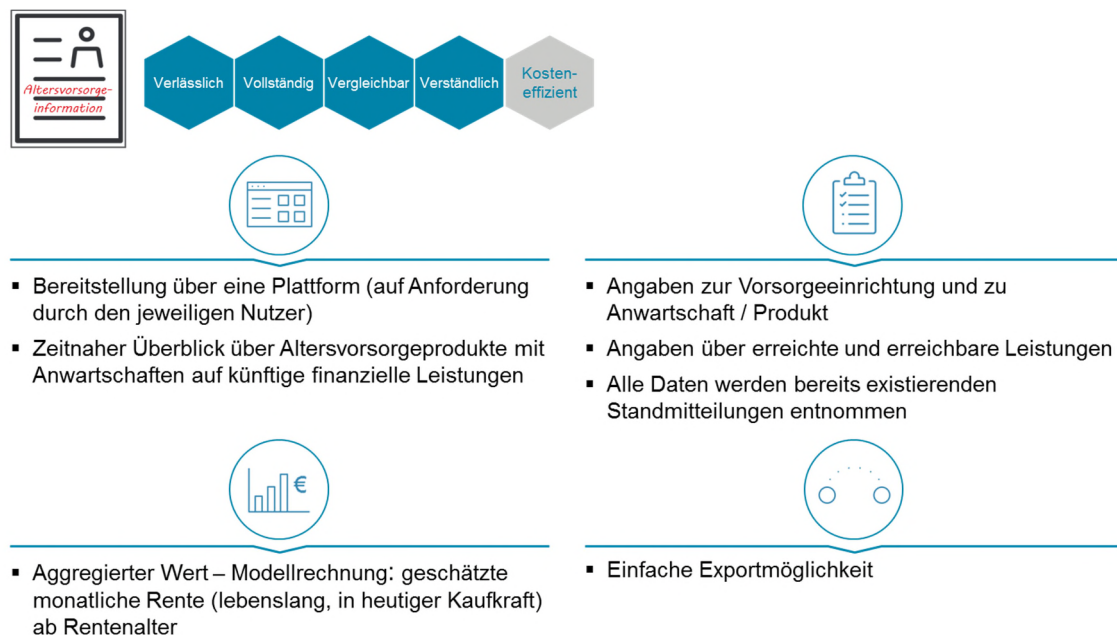 Altersvorsorge-
information
Verlässlich
Vollständig
Vergleichbar
Verständlich
Kosten-
effizient
▪ Bereitstellung über eine Plattform (auf Anforderung
durch den jeweiligen Nutzer)
▪ Zeitnaher Überblick über Altersvorsorgeprodukte mit
Anwartschaften auf künftige finanzielle Leistungen
▪ Angaben zur Vorsorgeeinrichtung und zu
Anwartschaft / Produkt
▪ Angaben über erreichte und erreichbare Leistungen
▪ Alle Daten werden bereits existierenden
Standmitteilungen entnommen
€
▪ Aggregierter Wert – Modellrechnung: geschätzte
monatliche Rente (lebenslang, in heutiger Kaufkraft)
ab Rentenalter
▪ Einfache Exportmöglichkeit